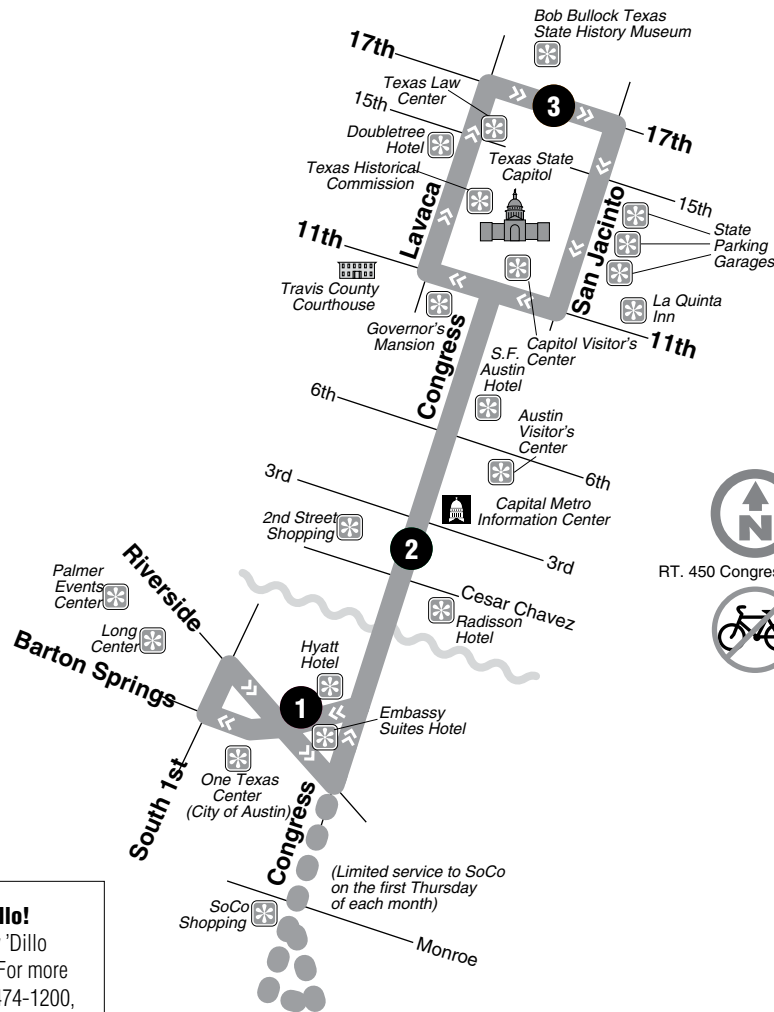 Bob Bullock Texas
State History Museum
17th
Texas Law
Center
3
15th
17th
Doubletree
Hotel
Texas State
Capitol
Texas Historical
Commission
15th
Lavaca
San Jacinto
State
Parking
Garages
11th
Travis County
Courthouse
La Quinta
Inn
Governor's
Mansion
Capitol Visitor's
Center
11th
Congress
S.F.
Austin
Hotel
6th
Austin
Visitor's
Center
6th
3rd
Capital Metro
Information Center
2nd Street
Shopping
2
3rd
N
RT. 450 Congres
Riverside
Palmer
Events
Center
Cesar Chavez
Radisson
Hotel
Long
Center
Barton Springs
Hyatt
Hotel
1
Embassy
Suites Hotel
One Texas
Center
(City of Austin)
South 1st
Congress
(Limited service to SoCo
on the first Thursday
of each month)
SoCo
Shopping
Monroe
llo!
'Dillo
For more
474-1200,